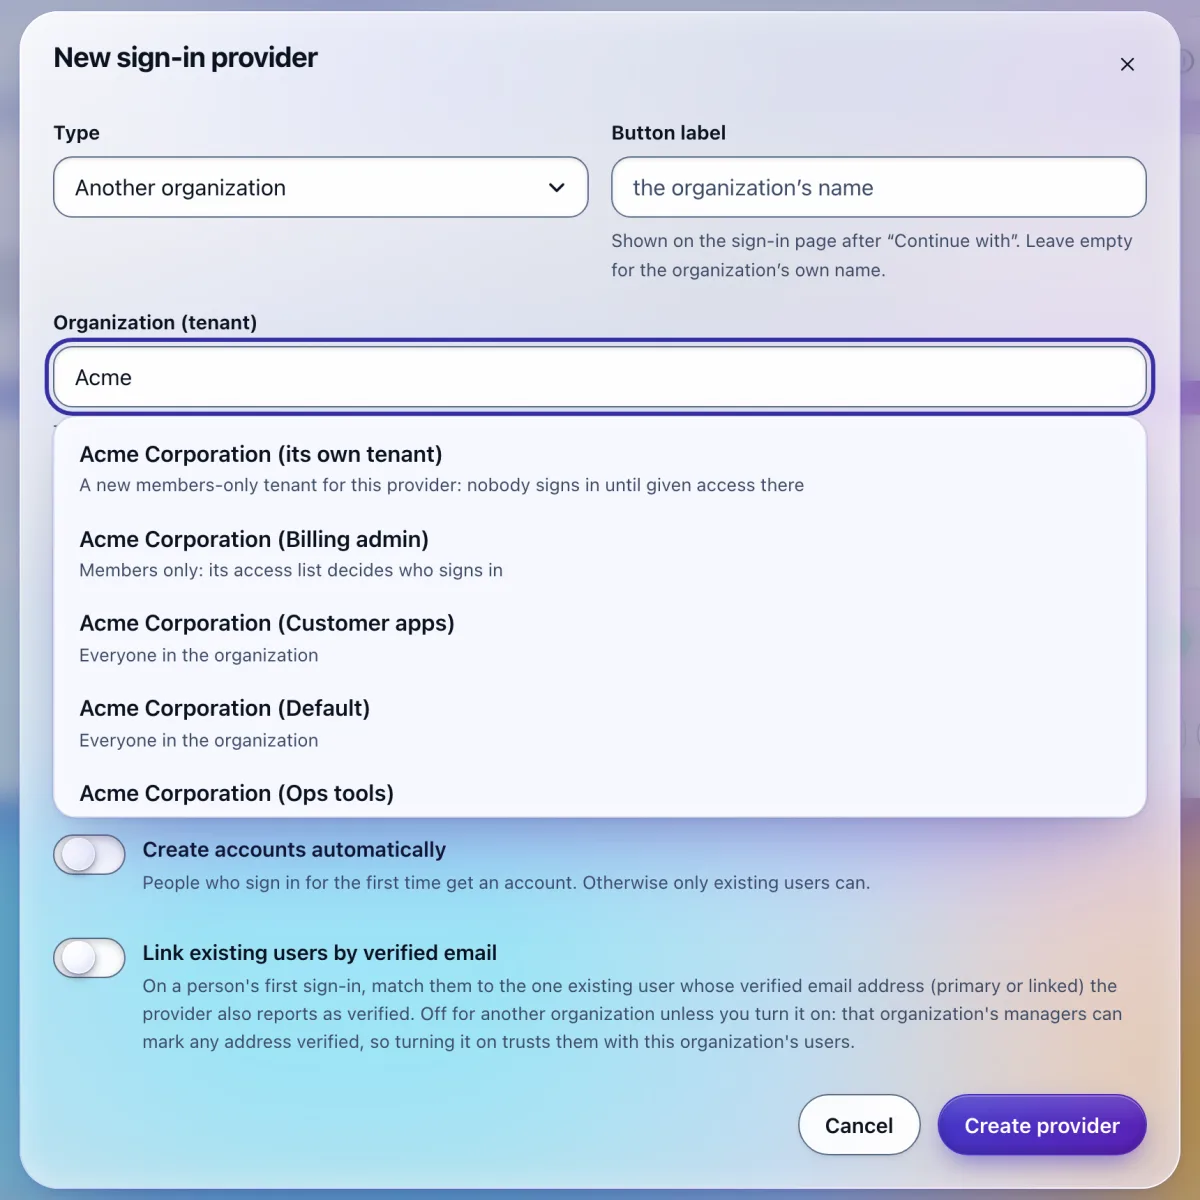 New sign-in provider
Type
Button label
Another organization
the organization’s name
Shown on the sign-in page after “Continue with”. Leave empty
for the organization’s own name.
Organization (tenant)
Acme
Acme Corporation (its own tenant)
A new members-only tenant for this provider: nobody signs in until given access there
Acme Corporation (Billing admin)
Members only: its access list decides who signs in
Acme Corporation (Customer apps)
Everyone in the organization
Acme Corporation (Default)
Everyone in the organization
Acme Corporation (Ops tools)
Create accounts automatically
People who sign in for the first time get an account. Otherwise only existing users can.
Link existing users by verified email
On a person's first sign-in, match them to the one existing user whose verified email address (primary or linked) the
provider also reports as verified. Off for another organization unless you turn it on: that organization's managers can
mark any address verified, so turning it on trusts them with this organization's users.
Cancel
Create provider